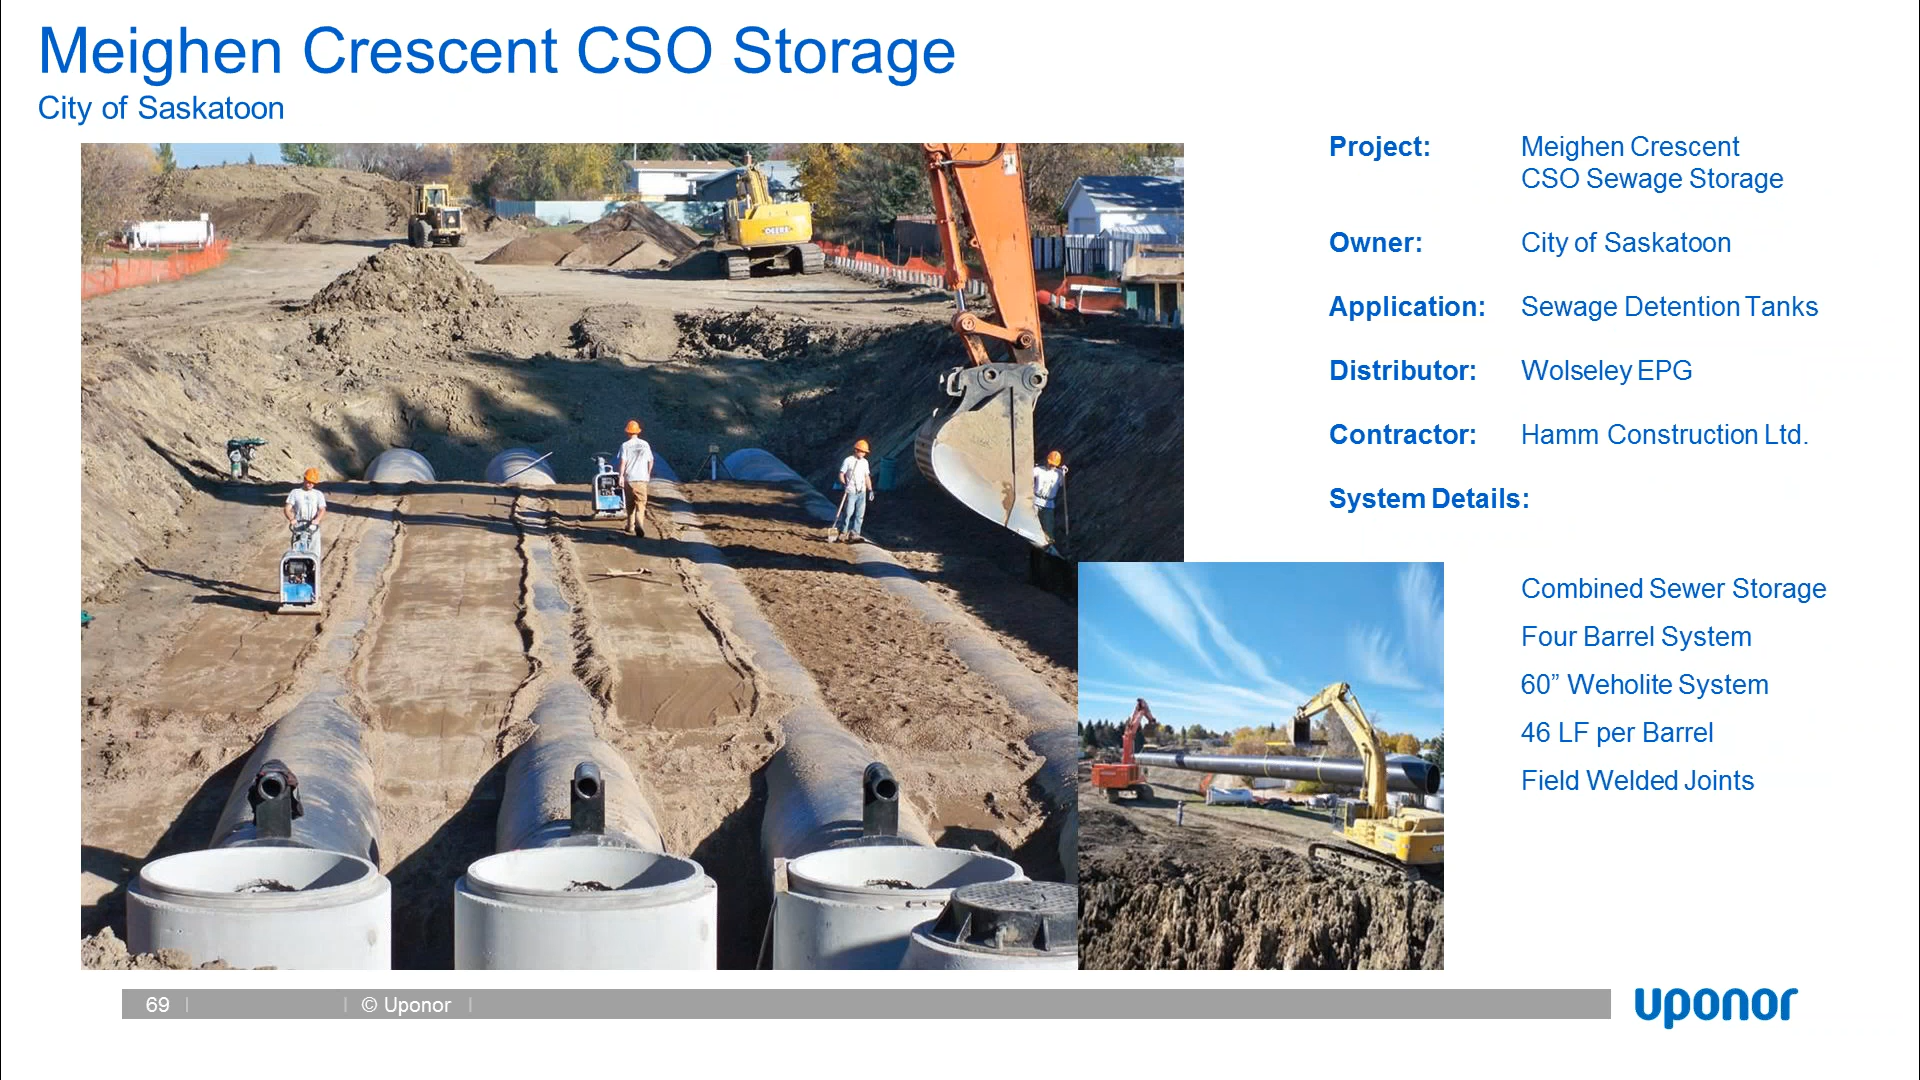 Meighen Crescent CSO Storage
City of Saskatoon
Project: Meighen Crescent
CSO Sewage Storage
Owner: City of Saskatoon
Application: Sewage Detention Tanks
Distributor: Wolseley EPG
Contractor: Hamm Construction Ltd.
System Details:
Combined Sewer Storage
Four Barrel System
60” Weholite System
46 LF per Barrel
Field Welded Joints
DEERE
69 | | © Uponor |
uponor